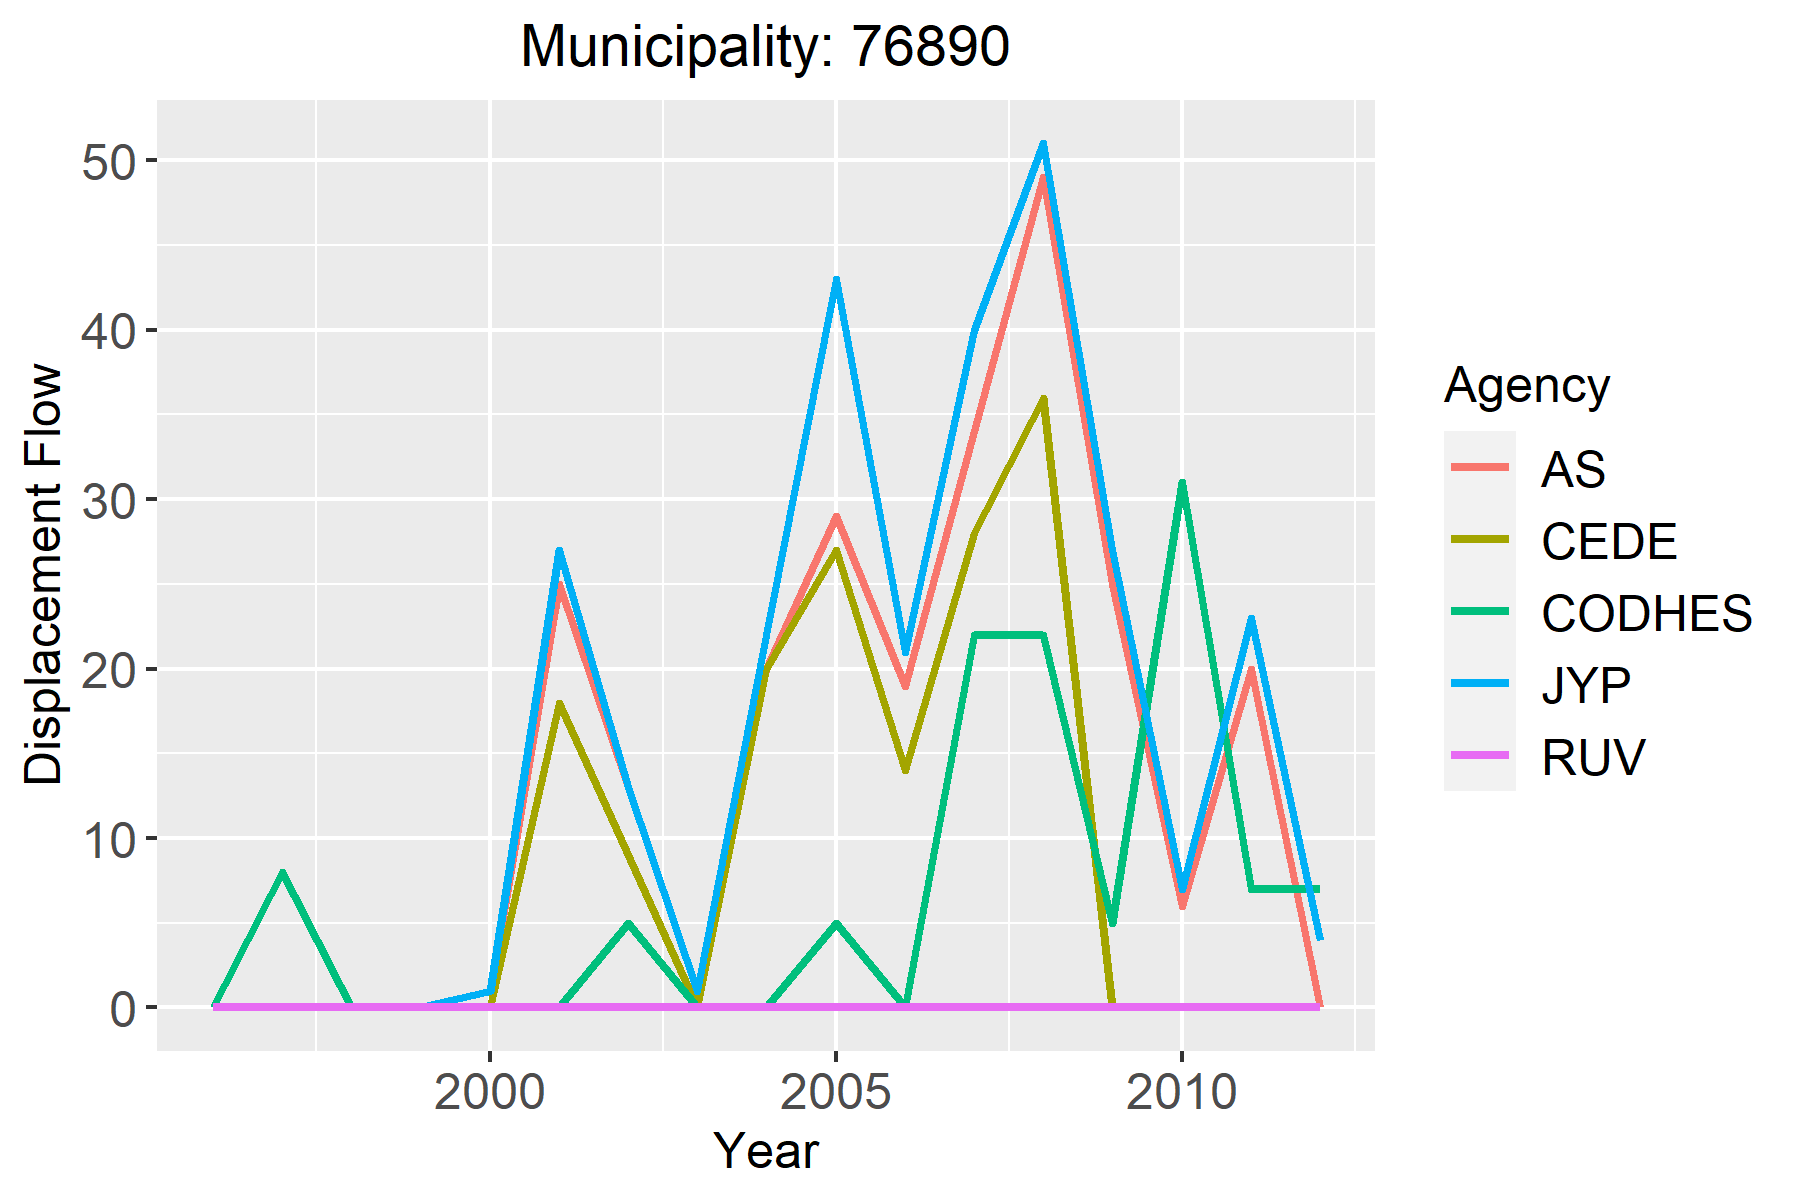 Municipality: 76890
50
40
30
20
10
0
Displacement Flow
2000
2005
2010
Year
Agency
AS
CEDE
CODHES
JYP
RUV